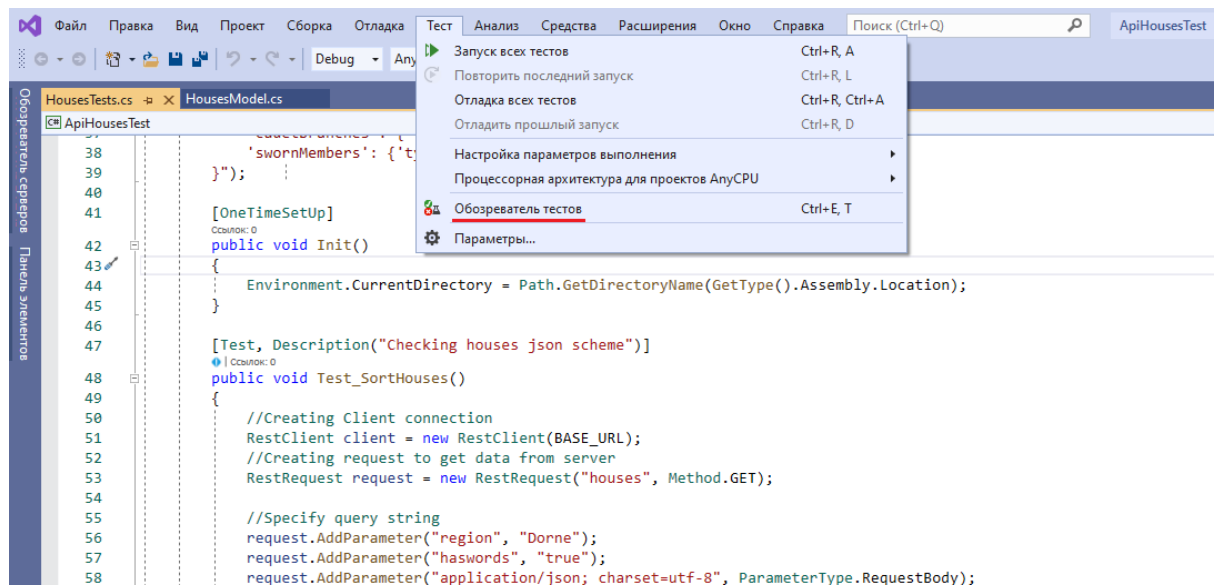 Файл Правка Вид Проект Сборка Отладка Тест Анализ Средства Расширения Окно Справка Поиск (Ctrl+Q) ApiHousesTest
Debug Any
Запуск всех тестов Ctrl+R, A
Повторить последний запуск Ctrl+R, L
Отладка всех тестов Ctrl+R, Ctrl+A
Отладить прошлый запуск Ctrl+R, D
Настройка параметров выполнения
Процессорная архитектура для проектов AnyCPU
Обозреватель тестов Ctrl+E, T
Параметры...
Обозреватель серверов
Панель элементов
HousesTests.cs HousesModel.cs
C# ApiHousesTest
38 'swornMembers': {'t
39 }");
40
41 [OneTimeSetUp]
Ссылок: 0
42 public void Init()
43 {
44 Environment.CurrentDirectory = Path.GetDirectoryName(GetType().Assembly.Location);
45 }
46
47 [Test, Description("Checking houses json scheme")]
| Ссылок: 0
48 public void Test_SortHouses()
49 {
50 //Creating Client connection
51 RestClient client = new RestClient(BASE_URL);
52 //Creating request to get data from server
53 RestRequest request = new RestRequest("houses", Method.GET);
54
55 //Specify query string
56 request.AddParameter("region", "Dorne");
57 request.AddParameter("haswords", "true");
58 request.AddParameter("application/json; charset=utf-8", ParameterType.RequestBody);